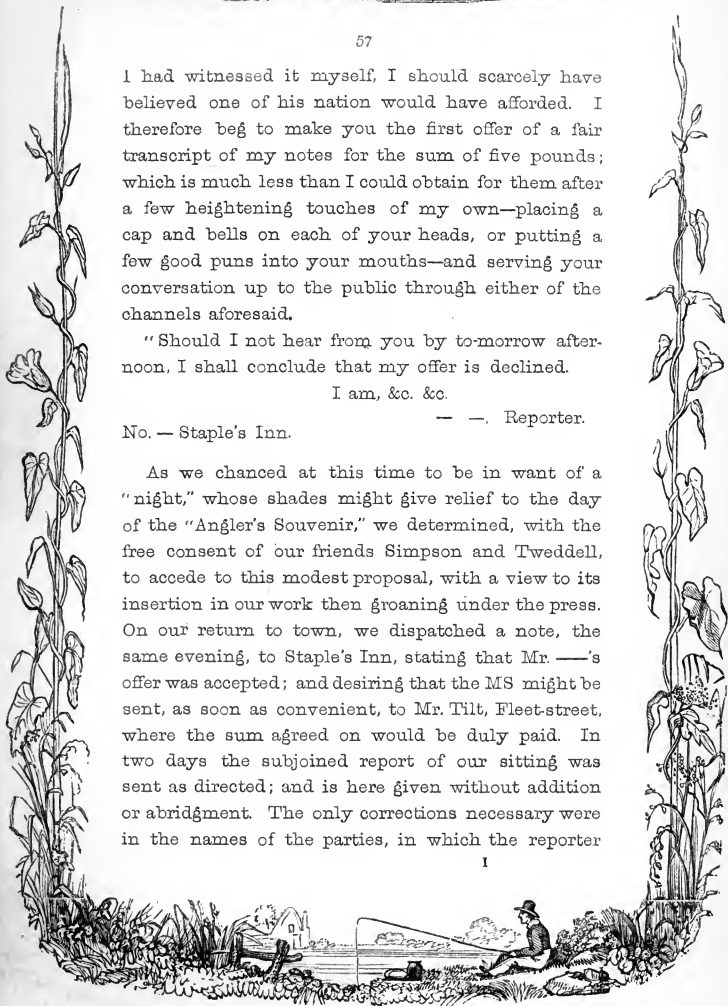 57
I had witnessed it myself, I should scarcely have
believed one of his nation would have afforded. I
therefore beg to make you the first offer of a fair
transcript of my notes for the sum of five pounds;
which is much less than I could obtain for them after
a few heightening touches of my own—placing a
cap and bells on each of your heads, or putting a
few good puns into your mouths—and serving your
conversation up to the public through either of the
channels aforesaid.
"Should I not hear from you by to-morrow after-
noon, I shall conclude that my offer is declined.
I am, &c. &c.
— —, Reporter.
No. — Staple's Inn.
As we chanced at this time to be in want of a
"night," whose shades might give relief to the day
of the "Angler's Souvenir," we determined, with the
free consent of our friends Simpson and Tweddell,
to accede to this modest proposal, with a view to its
insertion in our work then groaning under the press.
On our return to town, we dispatched a note, the
same evening, to Staple's Inn, stating that Mr. ——'s
offer was accepted; and desiring that the MS might be
sent, as soon as convenient, to Mr. Tilt, Fleet-street,
where the sum agreed on would be duly paid. In
two days the subjoined report of our sitting was
sent as directed; and is here given without addition
or abridgment. The only corrections necessary were
in the names of the parties, in which the reporter
I